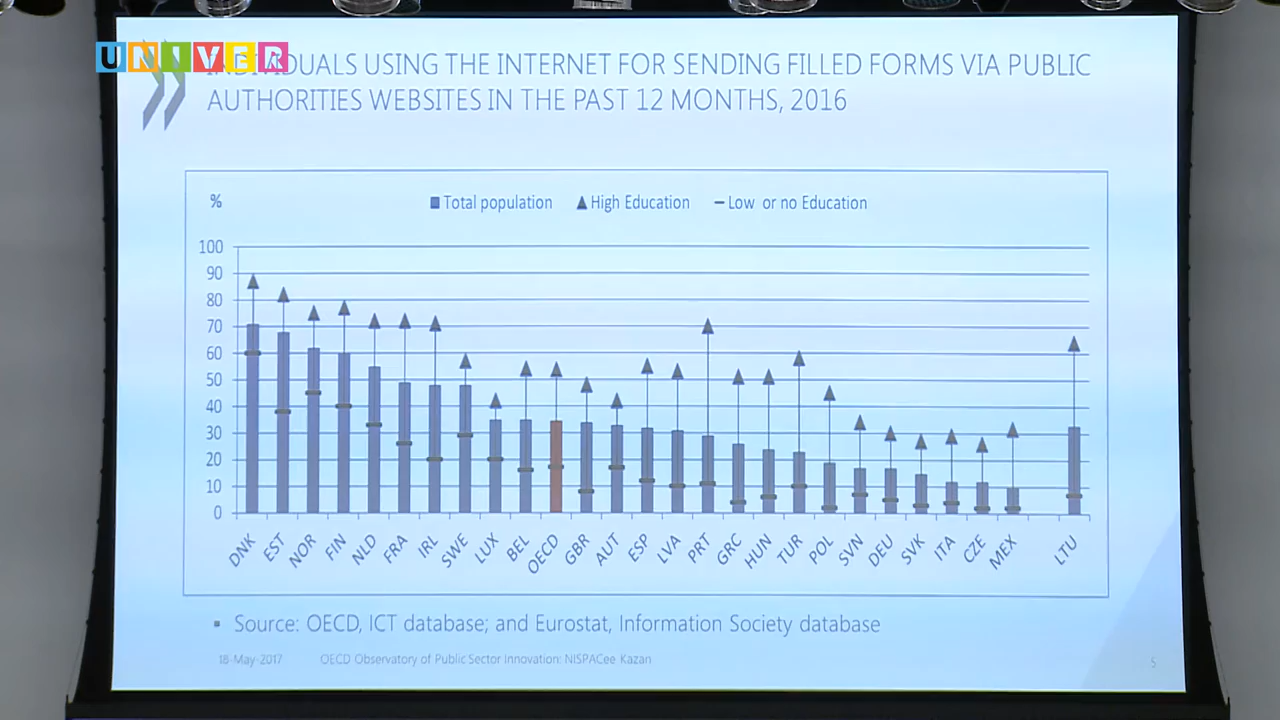 UNIVER
INDIVIDUALS USING THE INTERNET FOR SENDING FILLED FORMS VIA PUBLIC
AUTHORITIES WEBSITES IN THE PAST 12 MONTHS, 2016
%
Total population
High Education
Low or no Education
100
90
80
70
60
50
40
30
20
10
0
DNK EST NOR FIN NLD FRA IRL SWE LUX BEL OECD GBR AUT ESP LVA PRT GRC HUN TUR POL SVN DEU SVK ITA CZE MEX LTU
▪ Source: OECD, ICT database; and Eurostat, Information Society database
18-May-2017 OECD Observatory of Public Sector Innovation: NISPACee Kazan 5